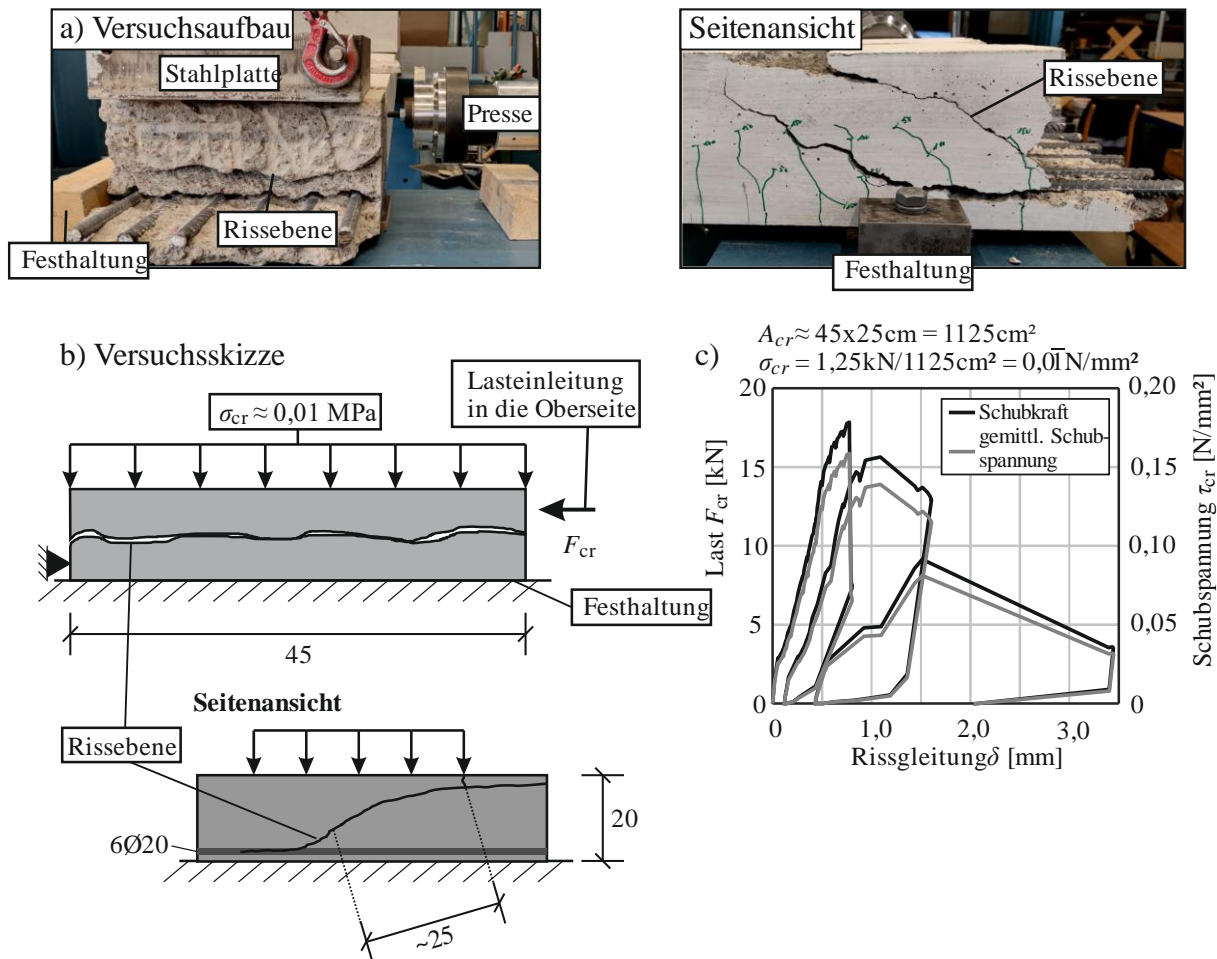 a) Versuchsaufbau
Stahlplatte
Presse
Rissebene
Festhaltung
Seitenansicht
Rissebene
Festhaltung
b) Versuchsskizze
σcr ≈ 0,01 MPa
Lasteinleitung
in die Oberseite
Fcr
Festhaltung
45
Seitenansicht
Rissebene
6Ø20
20
~25
c)
Acr ≈ 45x25cm = 1125cm²
σcr = 1,25kN/1125cm² = 0,01̅N/mm²
Schubkraft
gemittl. Schub-
spannung
Last Fcr [kN]
20
15
10
5
0
Schubspannung τcr [N/mm²]
0,20
0,15
0,10
0,05
0
0
1,0
2,0
3,0
Rissgleitungδ [mm]